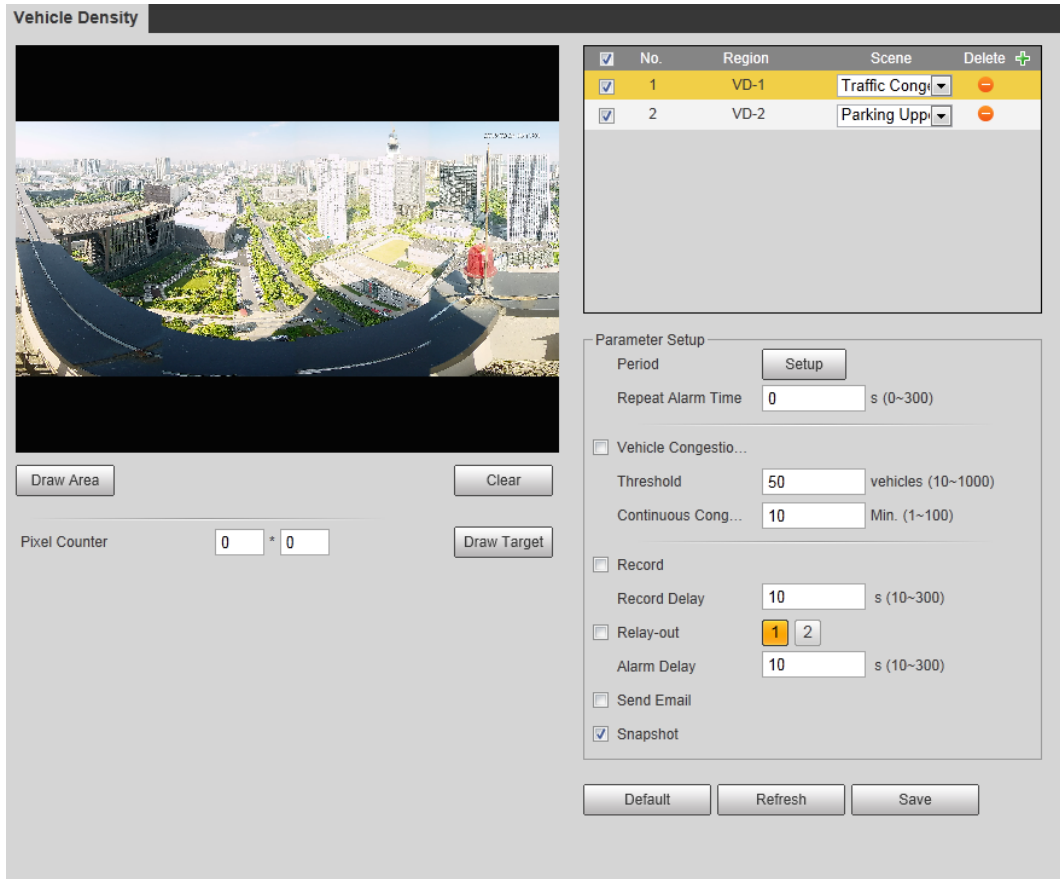 Vehicle Density
No. Region Scene Delete
1 VD-1 Traffic Cong
2 VD-2 Parking Upp
Draw Area Clear
Pixel Counter 0 * 0 Draw Target
Parameter Setup
Period Setup
Repeat Alarm Time 0 s (0~300)
Vehicle Congestio...
Threshold 50 vehicles (10~1000)
Continuous Cong... 10 Min. (1~100)
Record
Record Delay 10 s (10~300)
Relay-out 1 2
Alarm Delay 10 s (10~300)
Send Email
Snapshot
Default Refresh Save